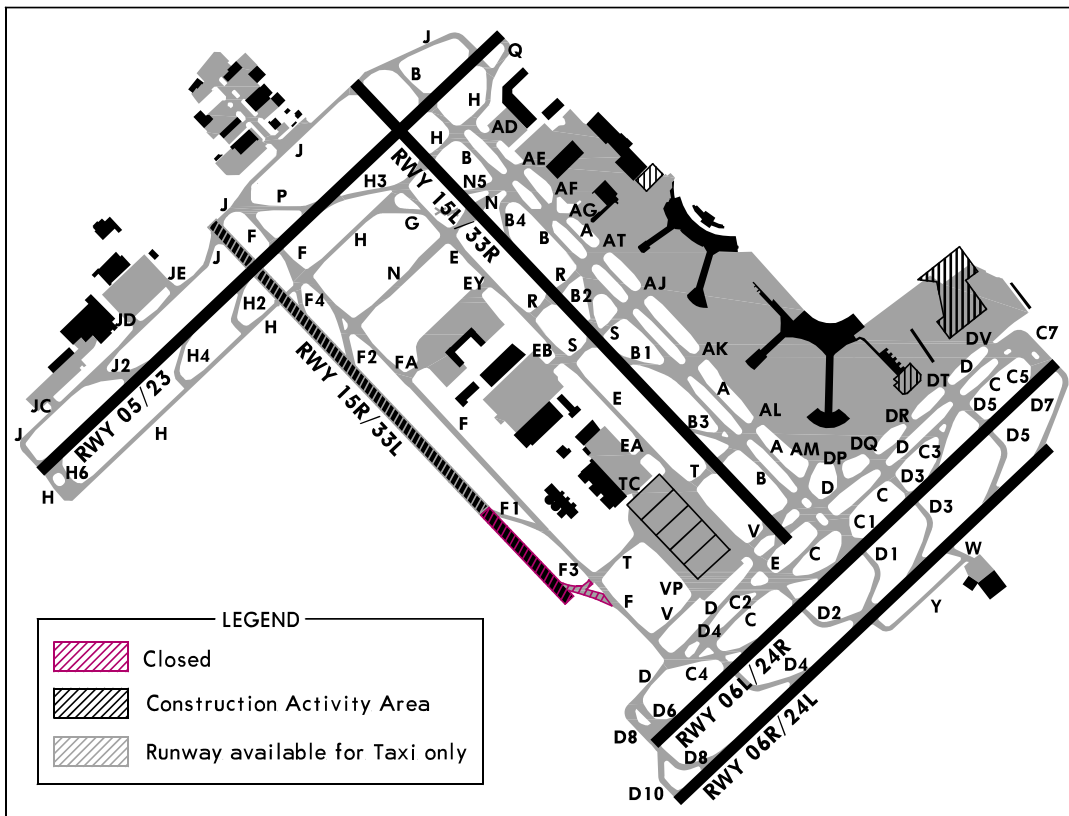 J
Q
B
H
AD
H
J
B
AE
RWY 15L/33R
H3
N5
AF
P
N
AG
J
B4
A
G
F
B
AT
H
F
J
E
JE
N
R
AJ
EY
B2
H2
F4
R
JD
H
S
S
C7
RWY 15R/33L
B1
DV
H4
F2
EB
AK
J2
FA
D
C5
DT
C
RWY 05/23
A
E
D5
D7
JC
AL
DR
F
B3
J
H
EA
A
AM
DQ
D
C3
D5
DP
H6
T
B
D3
H
TC
D
C
D3
F1
C1
V
W
C
D1
T
E
F3
VP
F
D
C2
Y
V
C
D2
D4
LEGEND
Closed
C4
D4
D
Construction Activity Area
D6
RWY 06L/24R
D8
Runway available for Taxi only
D8
RWY 06R/24L
D10